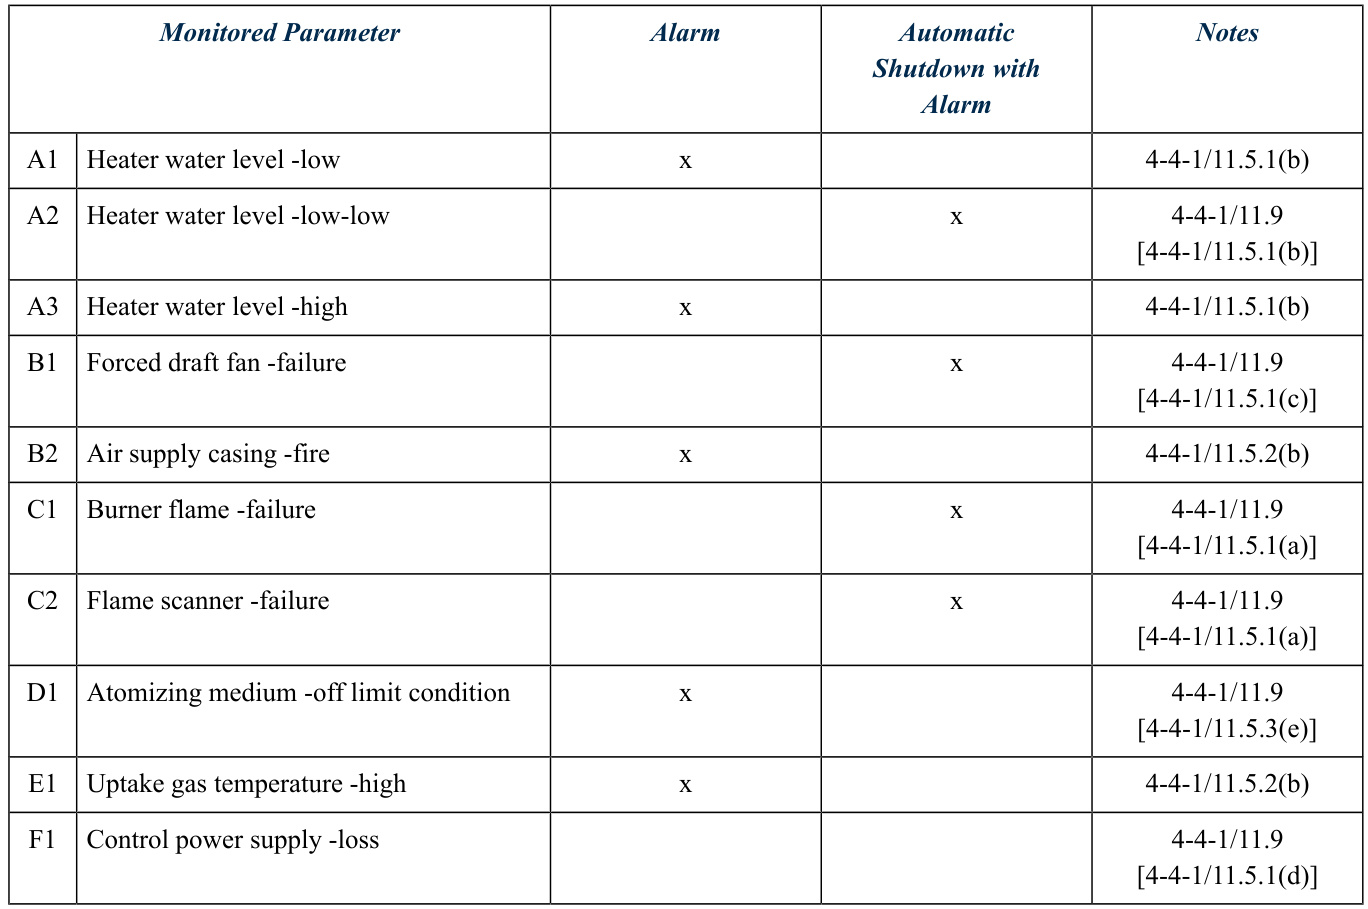 Monitored Parameter Alarm Automatic Notes
Shutdown with
Alarm
A1 Heater water level -low x 4-4-1/11.5.1(b)
A2 Heater water level -low-low x 4-4-1/11.9
[4-4-1/11.5.1(b)]
A3 Heater water level -high x 4-4-1/11.5.1(b)
B1 Forced draft fan -failure x 4-4-1/11.9
[4-4-1/11.5.1(c)]
B2 Air supply casing -fire x 4-4-1/11.5.2(b)
C1 Burner flame -failure x 4-4-1/11.9
[4-4-1/11.5.1(a)]
C2 Flame scanner -failure x 4-4-1/11.9
[4-4-1/11.5.1(a)]
D1 Atomizing medium -off limit condition x 4-4-1/11.9
[4-4-1/11.5.3(e)]
E1 Uptake gas temperature -high x 4-4-1/11.5.2(b)
F1 Control power supply -loss 4-4-1/11.9
[4-4-1/11.5.1(d)]